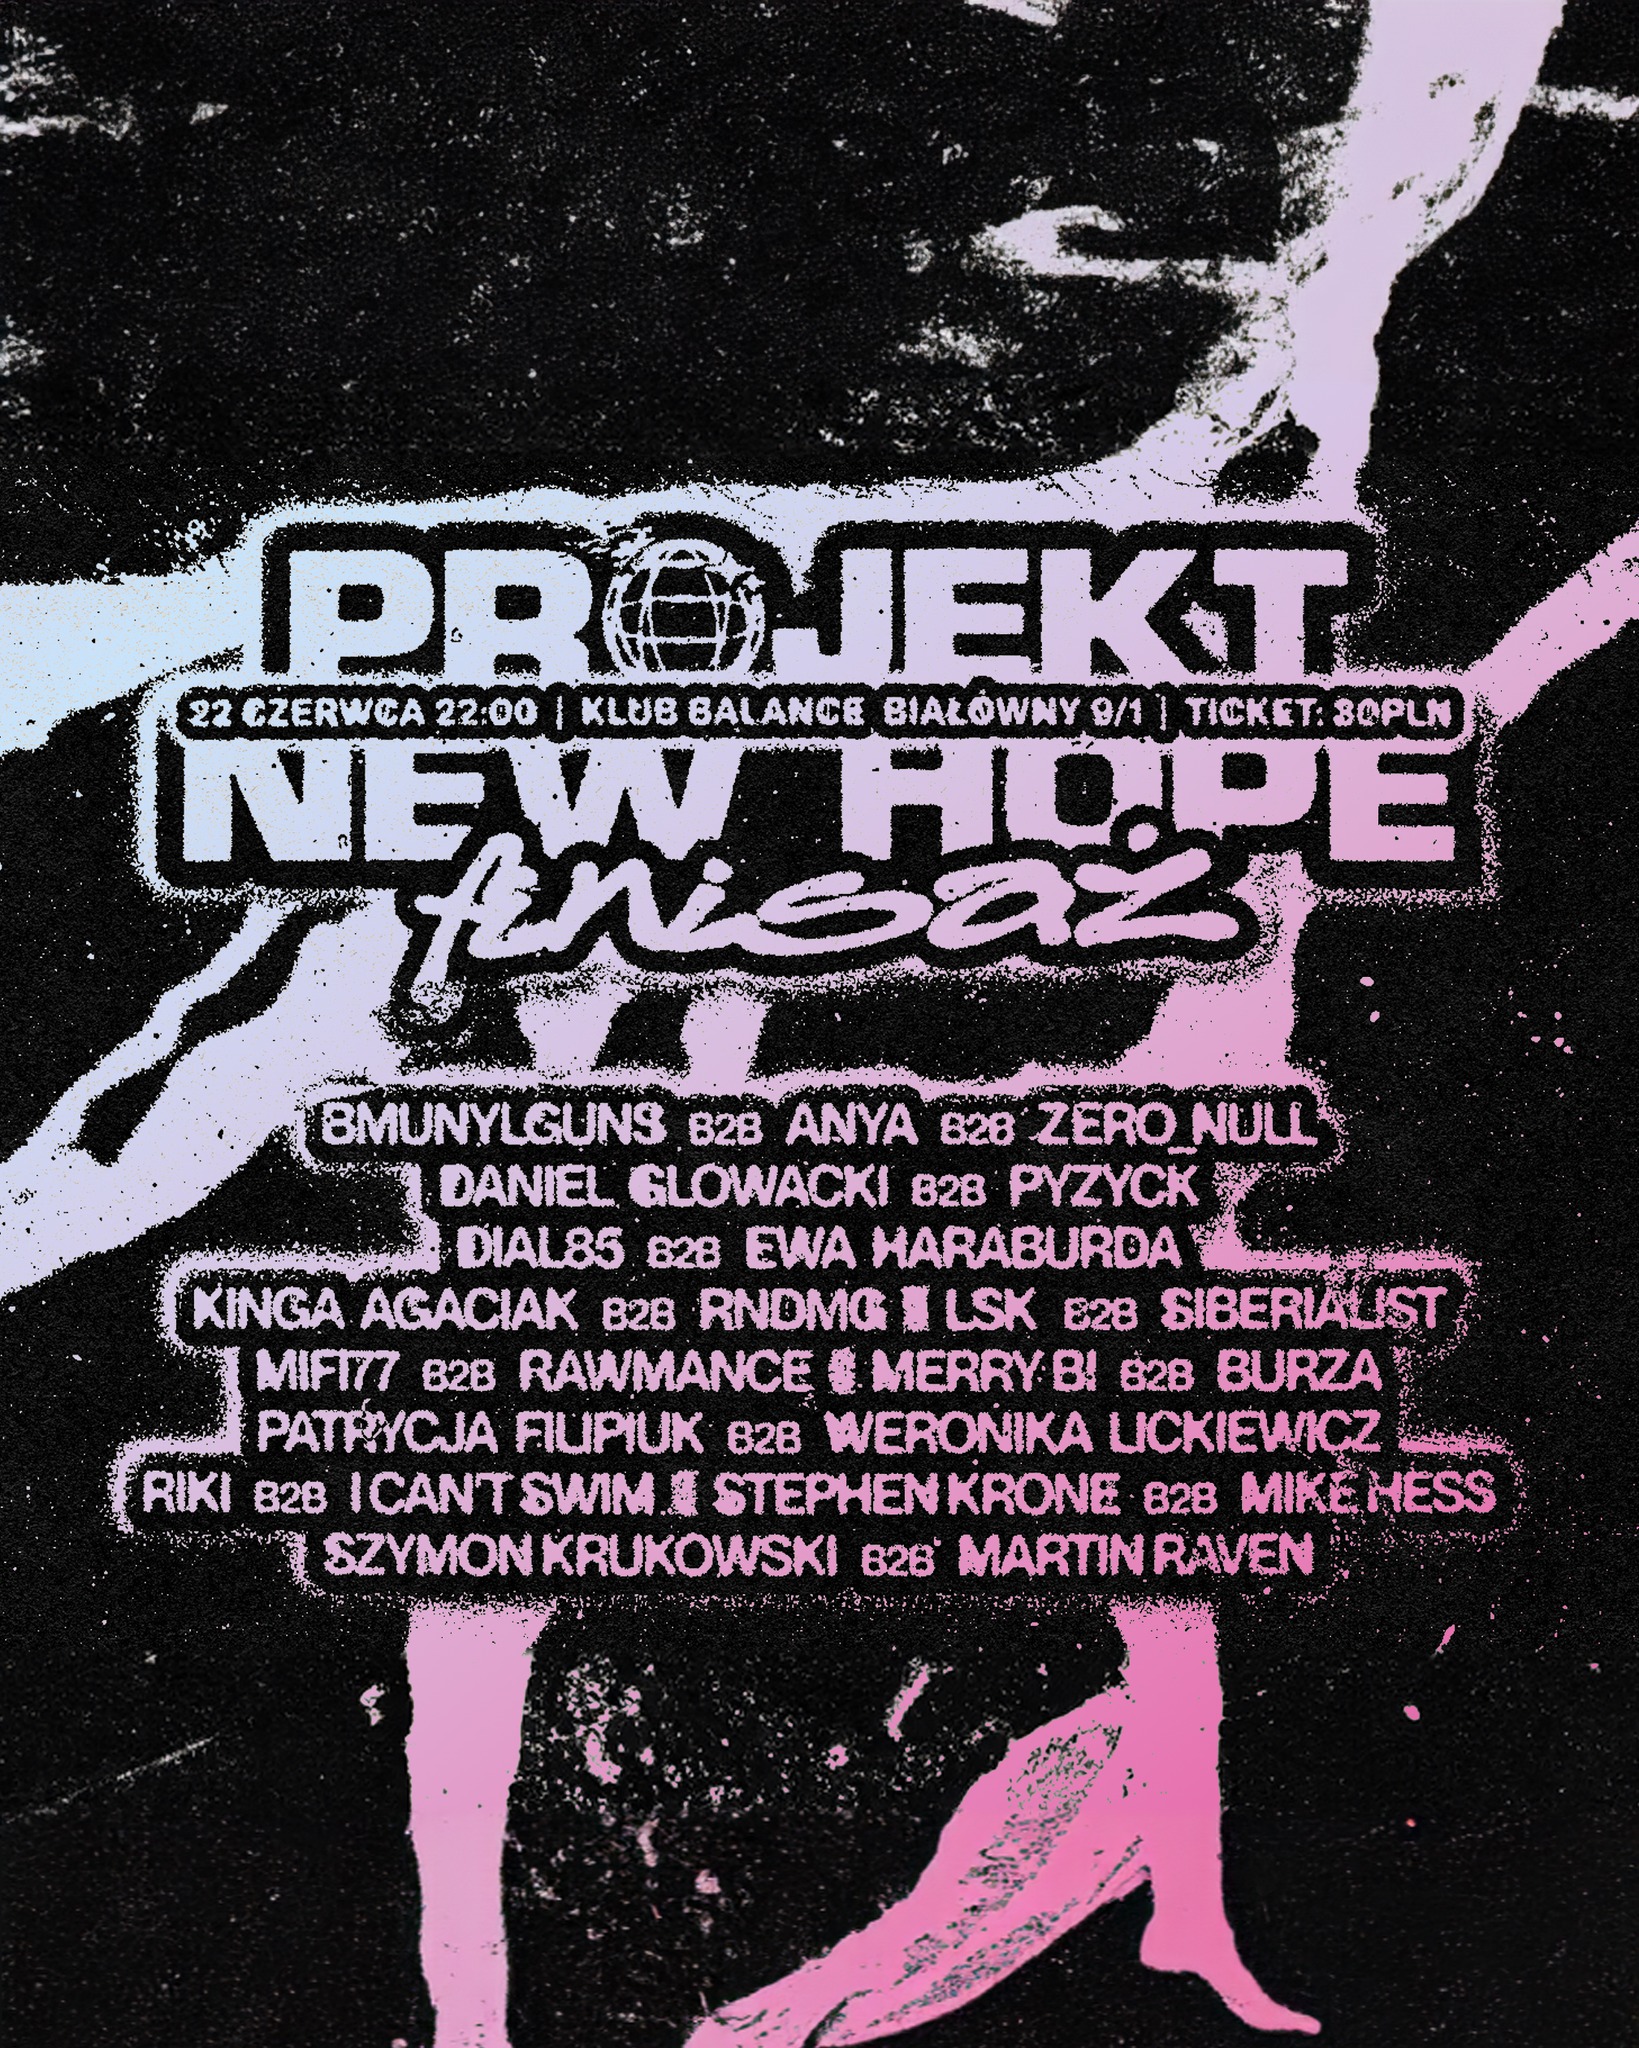 PROJEKT
22 CZERWCA 22:00 | KLUB BALANCE BIAŁÓWNY 9/1 | TICKET: 30PLN
NEW HOPE
finisaż
BMUNYLGUNS B2B ANYA B2B ZERO_NULL
DANIEL GLOWACKI B2B PYZYCK
DIAL85 B2B EWA HARABURDA
KINGA AGACIAK B2B RNDMG LSK B2B SIBERIALIST
MIFI77 B2B RAWMANCE MERRY B! B2B BURZA
PATRYCJA FILIPIUK B2B WERONIKA LICKIEWICZ
RIKI B2B I CAN'T SWIM STEPHEN KRONE B2B MIKE HESS
SZYMON KRUKOWSKI B2B MARTIN RAVEN